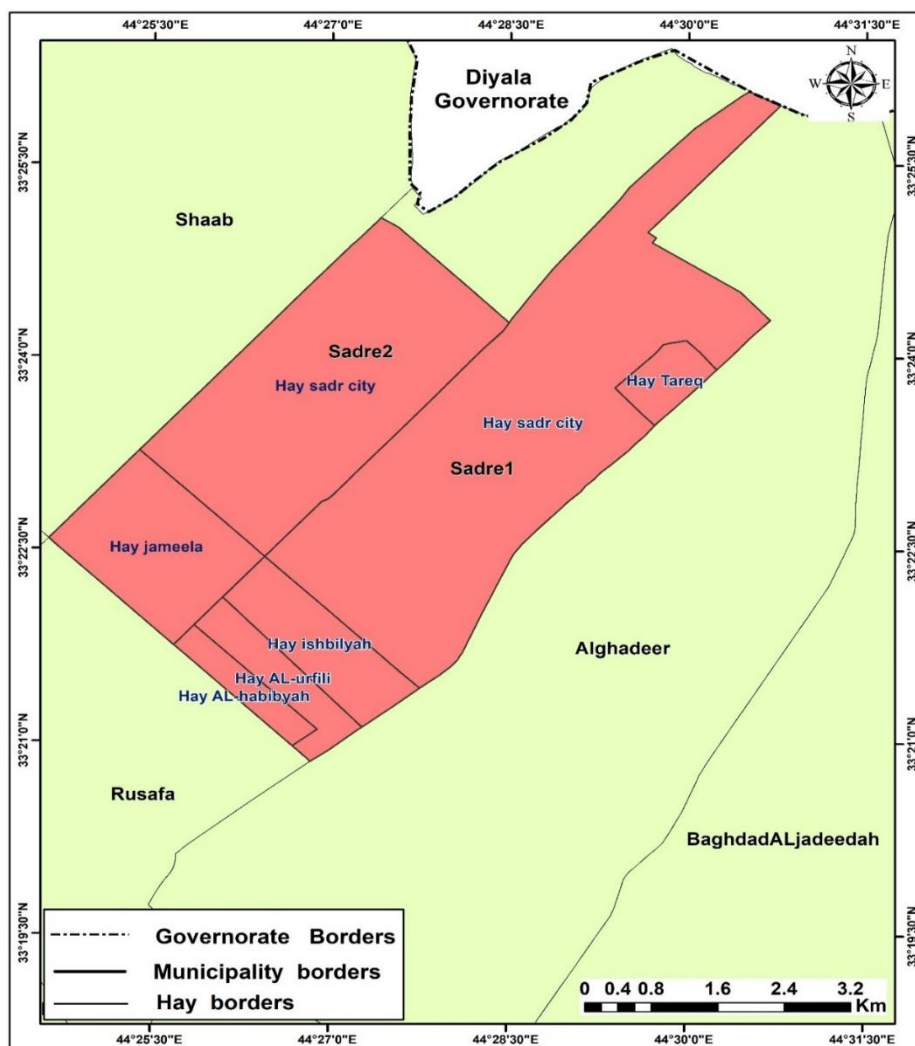 44°25'30"E
44°27'0"E
44°28'30"E
44°30'0"E
44°31'30"E
N
W
E
S
Diyala
Governorate
33°25'30"N
33°25'30"N
Shaab
Sadre2
33°24'0"N
33°24'0"N
Hay sadr city
Hay Tareq
Hay sadr city
Sadre1
33°22'30"N
33°22'30"N
Hay jameela
Hay ishbilyah
Alghadeer
Hay AL-urfili
Hay AL-habibyah
33°21'0"N
33°21'0"N
Rusafa
BaghdadALjadeedah
33°19'30"N
33°19'30"N
Governorate Borders
Municipality borders
Hay borders
0 0.4 0.8 1.6 2.4 3.2
Km
44°25'30"E
44°27'0"E
44°28'30"E
44°30'0"E
44°31'30"E